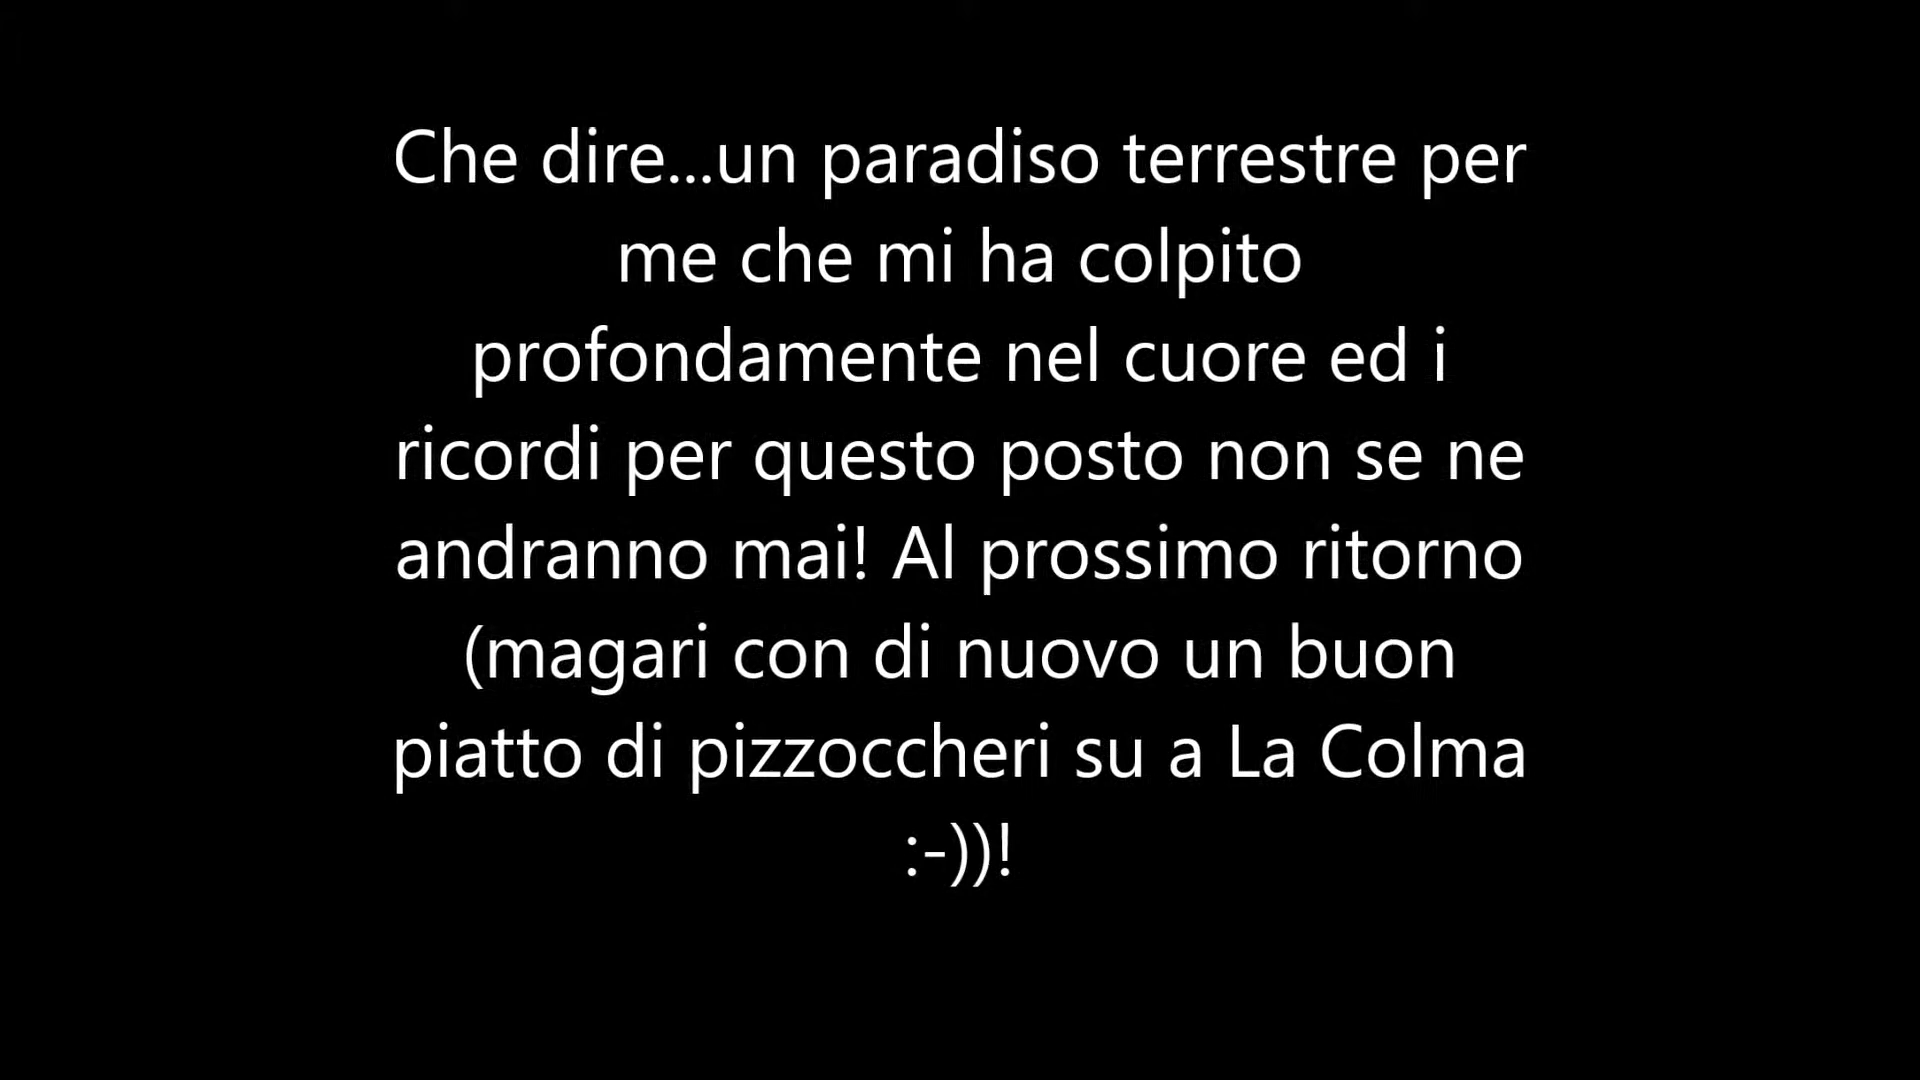 Che dire...un paradiso terrestre per
me che mi ha colpito
profondamente nel cuore ed i
ricordi per questo posto non se ne
andranno mai! Al prossimo ritorno
(magari con di nuovo un buon
piatto di pizzoccheri su a La Colma
:-))!